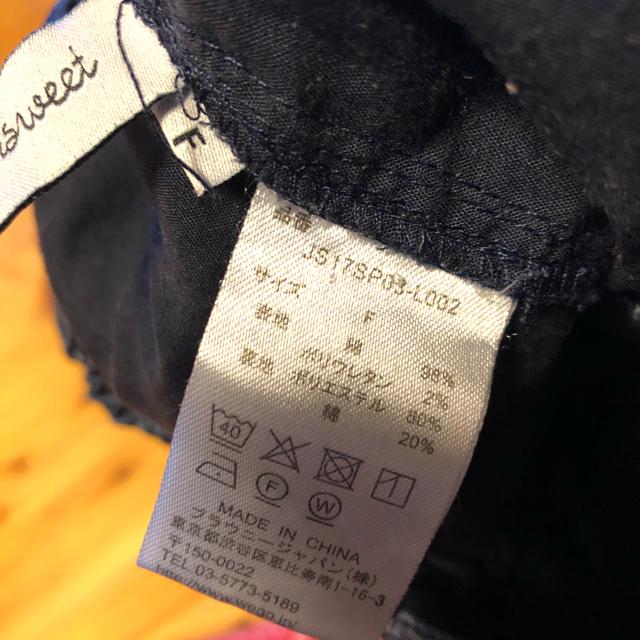 sweet
F
品番
JS17SP03-L002
サイズ F
表地 綿 98%
ポリウレタン 2%
裏地 ポリエステル 80%
綿 20%
40
F W
MADE IN CHINA
ブラウニージャパン(株)
東京都渋谷区恵比寿南1-16-3
〒150-0022
TEL 03-5773-5189